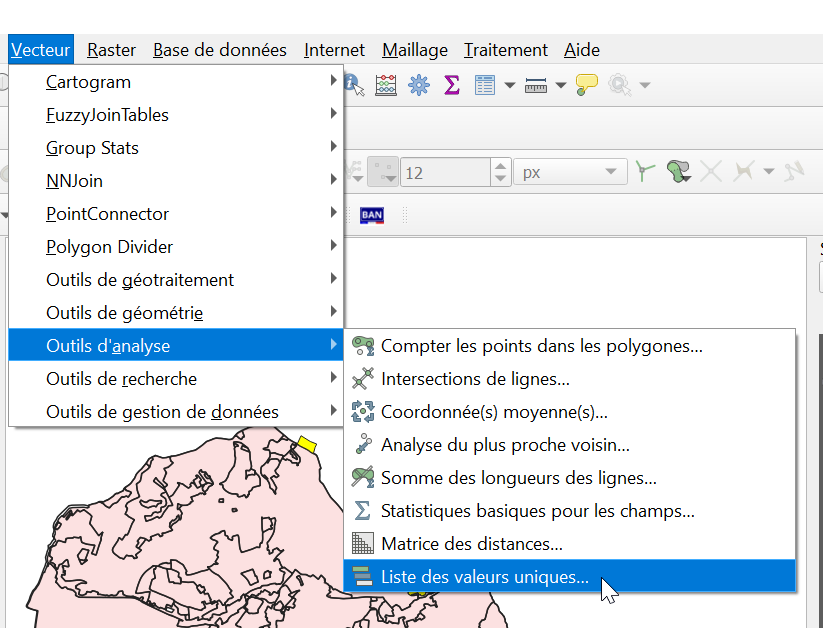 Vecteur Raster Base de données Internet Maillage Traitement Aide
Cartogram
FuzzyJoinTables
Group Stats
NNJoin
12 px
PointConnector
BAN
Polygon Divider
Outils de géotraitement
Outils de géométrie
Outils d'analyse
Compter les points dans les polygones...
Outils de recherche
Intersections de lignes...
Outils de gestion de données
Coordonnée(s) moyenne(s)...
Analyse du plus proche voisin...
Somme des longueurs des lignes...
Statistiques basiques pour les champs...
Matrice des distances...
Liste des valeurs uniques...